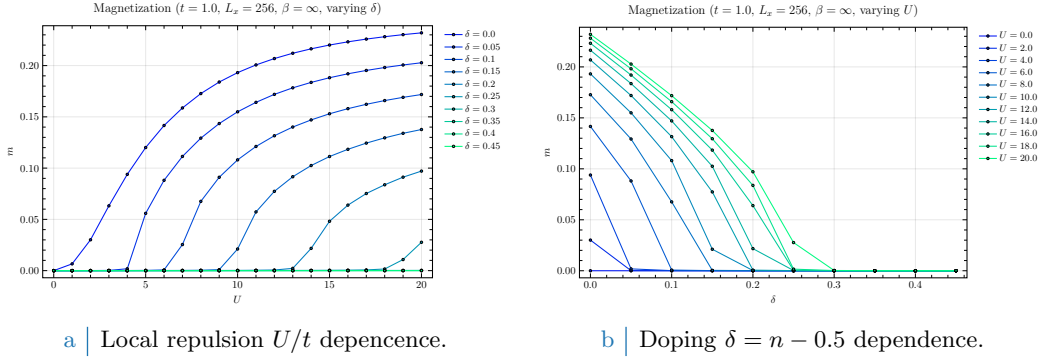 Magnetization (t = 1.0, Lx = 256, β = ∞, varying δ)
m
0.20
0.15
0.10
0.05
0.00
0
5
10
15
20
U
δ = 0.0
δ = 0.05
δ = 0.1
δ = 0.15
δ = 0.2
δ = 0.25
δ = 0.3
δ = 0.35
δ = 0.4
δ = 0.45
a | Local repulsion U/t depencence.
Magnetization (t = 1.0, Lx = 256, β = ∞, varying U)
m
0.20
0.15
0.10
0.05
0.00
0.0
0.1
0.2
0.3
0.4
δ
U = 0.0
U = 2.0
U = 4.0
U = 6.0
U = 8.0
U = 10.0
U = 12.0
U = 14.0
U = 16.0
U = 18.0
U = 20.0
b | Doping δ = n − 0.5 dependence.